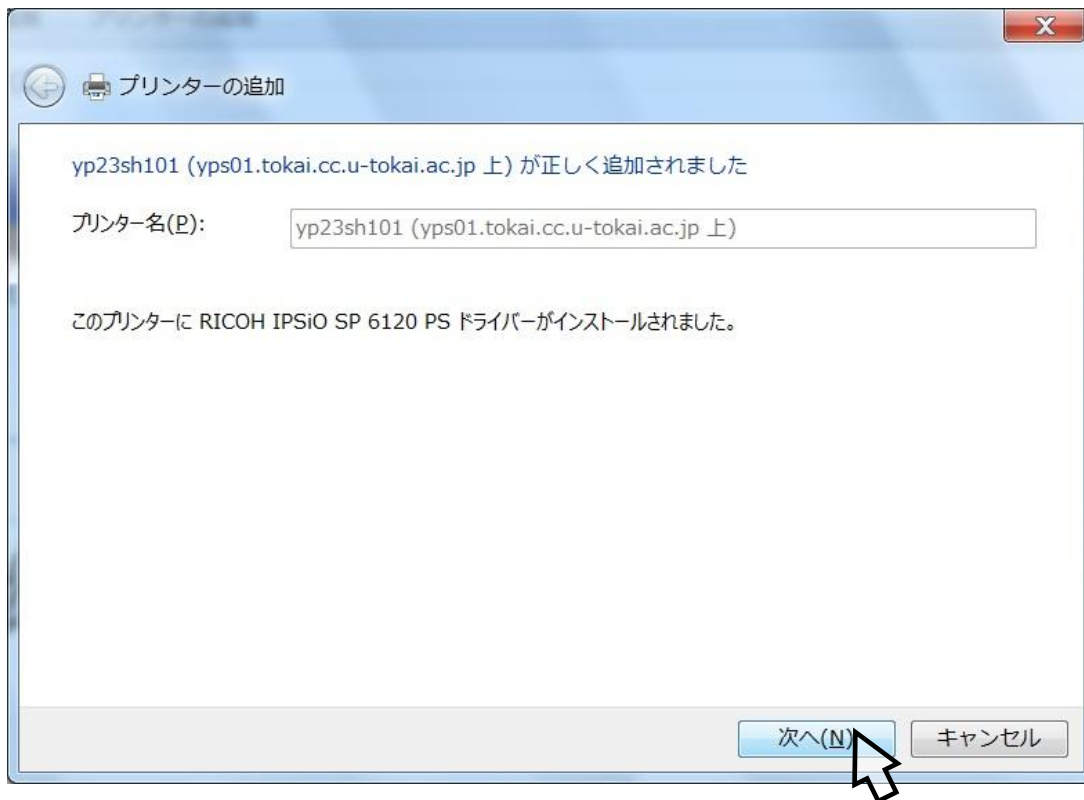 プリンターの追加
yp23sh101 (yps01.tokai.cc.u-tokai.ac.jp 上) が正しく追加されました
プリンター名(P): yp23sh101 (yps01.tokai.cc.u-tokai.ac.jp 上)
このプリンターに RICOH IPSiO SP 6120 PS ドライバーがインストールされました。
次へ(N) キャンセル